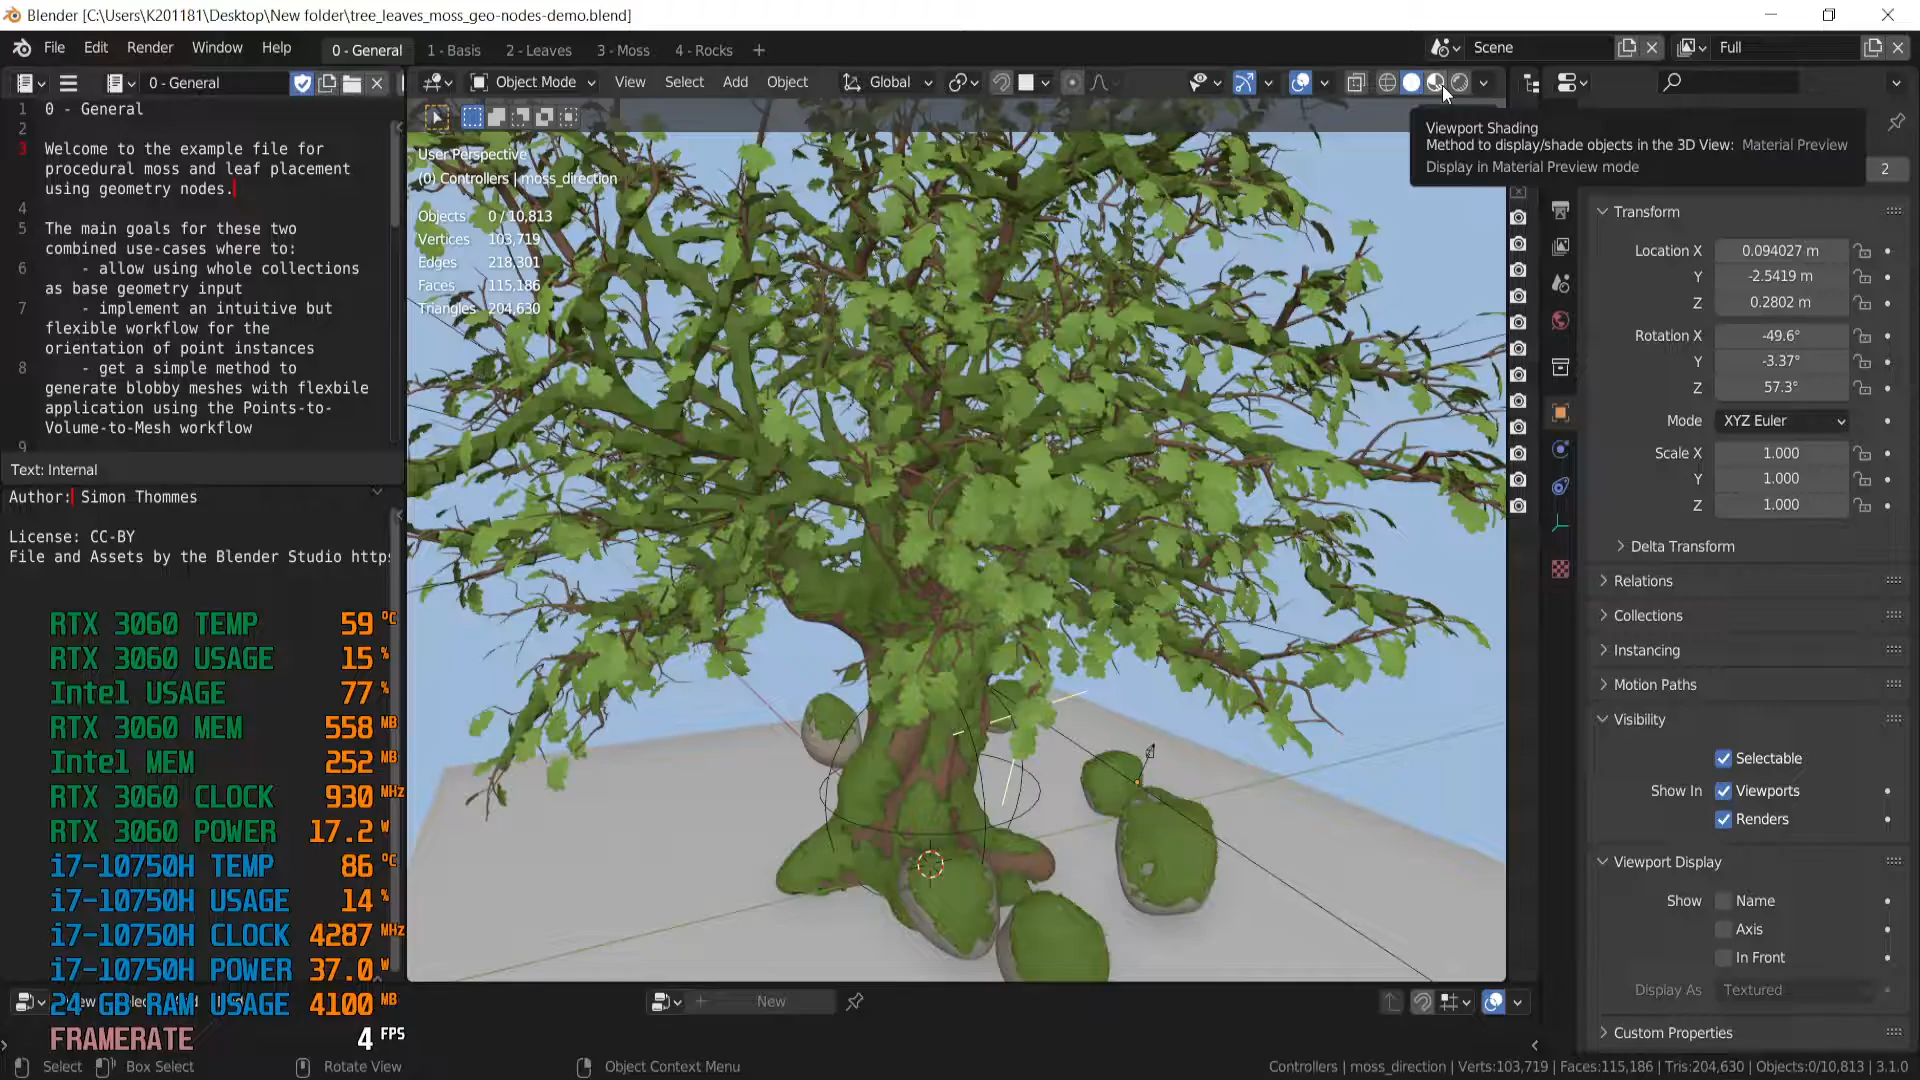 Blender [C:\Users\K201181\Desktop\New folder\tree_leaves_moss_geo-nodes-demo.blend]
File Edit Render Window Help 0 - General 1 - Basis 2 - Leaves 3 - Moss 4 - Rocks + Scene Full
0 - General Object Mode View Select Add Object Global
1 0 - General
2
3 Welcome to the example file for
procedural moss and leaf placement
using geometry nodes.
4
5 The main goals for these two
combined use-cases where to:
6 - allow using whole collections
as base geometry input
7 - implement an intuitive but
flexible workflow for the
orientation of point instances
8 - get a simple method to
generate blobby meshes with flexbile
application using the Points-to-
Volume-to-Mesh workflow
9
Text: Internal
Author: Simon Thommes
License: CC-BY
File and Assets by the Blender Studio https
RTX 3060 TEMP 59 °C
RTX 3060 USAGE 15 %
Intel USAGE 77 %
RTX 3060 MEM 558 MB
Intel MEM 252 MB
RTX 3060 CLOCK 930 MHz
RTX 3060 POWER 17.2 W
i7-10750H TEMP 86 °C
i7-10750H USAGE 14 %
i7-10750H CLOCK 4287 MHz
i7-10750H POWER 37.0 W
24 GB RAM USAGE 4100 MB
FRAMERATE 4 FPS
User Perspective
(0) Controllers | moss_direction
Objects 0 / 10,813
Vertices 103,719
Edges 218,301
Faces 115,186
Triangles 204,630
Viewport Shading
Method to display/shade objects in the 3D View: Material Preview
Display in Material Preview mode
2
Transform
Location X 0.094027 m
Y -2.5419 m
Z 0.2802 m
Rotation X -49.6°
Y -3.37°
Z 57.3°
Mode XYZ Euler
Scale X 1.000
Y 1.000
Z 1.000
Delta Transform
Relations
Collections
Instancing
Motion Paths
Visibility
Selectable
Show In Viewports
Renders
Viewport Display
Show Name
Axis
In Front
Display As Textured
Custom Properties
New
Select Box Select Rotate View Object Context Menu
Controllers | moss_direction | Verts:103,719 | Faces:115,186 | Tris:204,630 | Objects:0/10,813 | 3.1.0